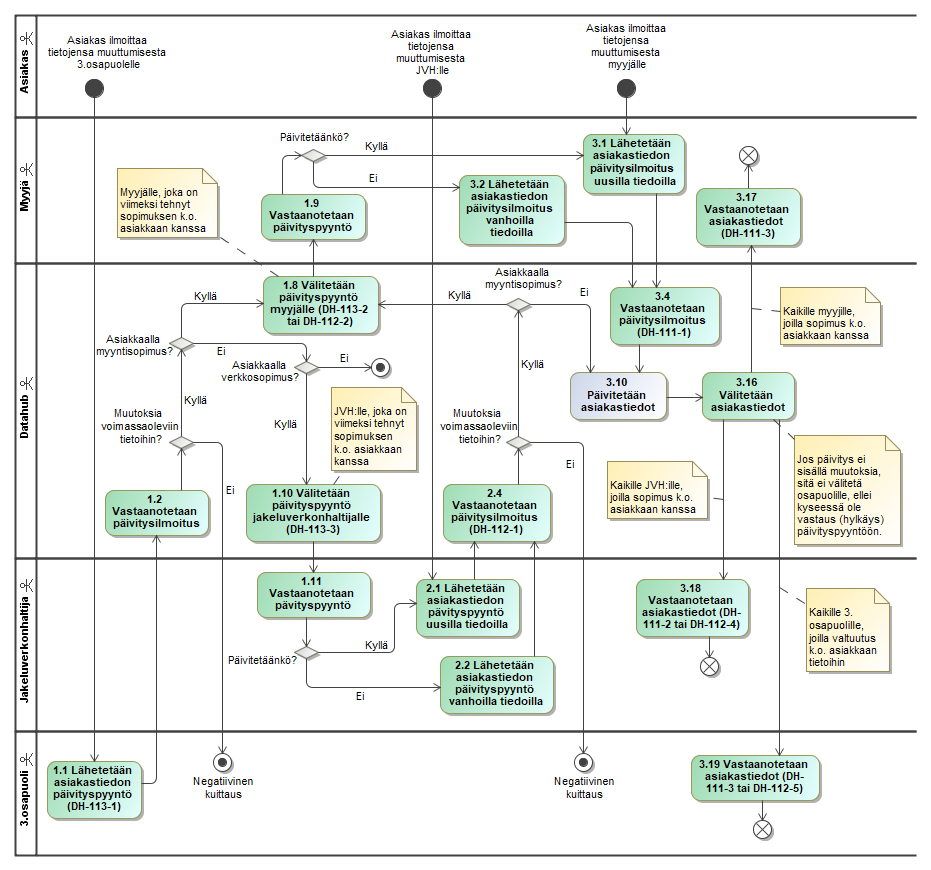 Asiakas
Asiakas ilmoittaa
tietojensa muuttumisesta
3.osapuolelle
Asiakas ilmoittaa
tietojensa
muuttumisesta
JVH:lle
Asiakas ilmoittaa
tietojensa
muuttumisesta
myyjälle
Myyjä
Myyjälle, joka on
viimeksi tehnyt
sopimuksen k.o.
asiakkaan kanssa
Päivitetäänkö?
Kyllä
Ei
1.9
Vastaanotetaan
päivityspyyntö
3.1 Lähetetään
asiakastiedon
päivitysilmoitus
uusilla tiedoilla
3.2 Lähetetään
asiakastiedon
päivitysilmoitus
vanhoilla
tiedoilla
3.17
Vastaanotetaan
asiakastiedot
(DH-111-3)
Datahub
1.8 Välitetään
päivityspyyntö
myyjälle (DH-113-2
tai DH-112-2)
Kyllä
Asiakkaalla
myyntisopimus?
Ei
Asiakkaalla
verkkosopimus?
Ei
Kyllä
Kyllä
Muutoksia
voimassaoleviin
tietoihin?
Ei
1.2
Vastaanotetaan
päivitysilmoitus
JVH:lle, joka on
viimeksi tehnyt
sopimuksen
k.o. asiakkaan
kanssa
1.10 Välitetään
päivityspyyntö
jakeluverkonhaltijalle
(DH-113-3)
Asiakkaalla
myyntisopimus?
Kyllä
Ei
Kyllä
Muutoksia
voimassaoleviin
tietoihin?
Ei
2.4
Vastaanotetaan
päivitysilmoitus
(DH-112-1)
3.4
Vastaanotetaan
päivitysilmoitus
(DH-111-1)
3.10
Päivitetään
asiakastiedot
3.16
Välitetään
asiakastiedot
Kaikille myyjille,
joilla sopimus k.o.
asiakkaan kanssa
Kaikille JVH:ille,
joilla sopimus k.o.
asiakkaan kanssa
Jos päivitys ei
sisällä muutoksia,
sitä ei välitetä
osapuolille, ellei
kyseessä ole
vastaus (hylkäys)
päivityspyyntöön.
Jakeluverkonhaltija
1.11
Vastaanotetaan
päivityspyyntö
Päivitetäänkö?
Kyllä
Ei
2.1 Lähetetään
asiakastiedon
pävityspyyntö
uusilla tiedoilla
2.2 Lähetetään
asiakastiedon
päivityspyyntö
vanhoilla tiedoilla
3.18
Vastaanotetaan
asiakastiedot (DH-
111-2 tai DH-112-4)
Kaikille 3.
osapuolille,
joilla valtuutus
k.o. asiakkaan
tietoihin
3.osapuoli
1.1 Lähetetään
asiakastiedon
päivityspyyntö
(DH-113-1)
Negatiivinen
kuittaus
Negatiivinen
kuittaus
3.19 Vastaanotetaan
asiakastiedot (DH-
111-3 tai DH-112-5)